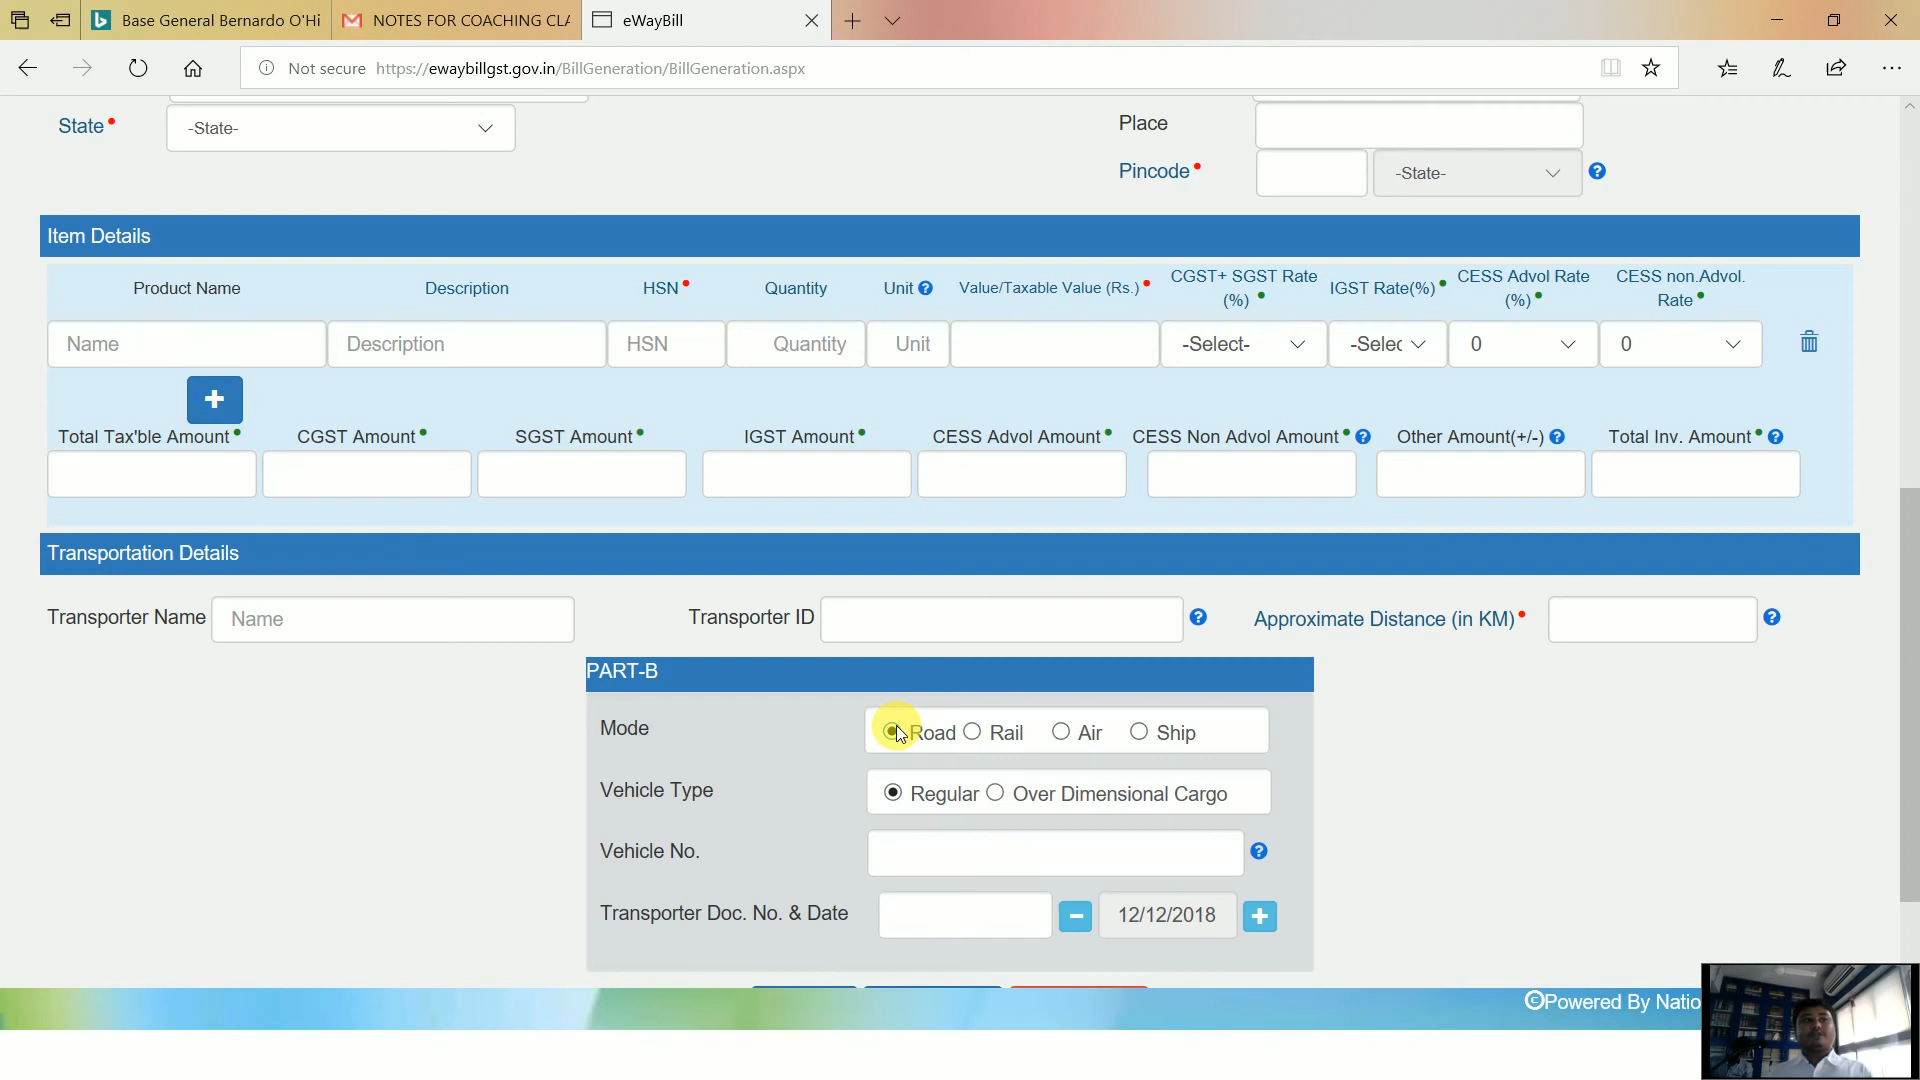 Base General Bernardo O'Hi
NOTES FOR COACHING CLA
eWayBill
Not secure https://ewaybillgst.gov.in/BillGeneration/BillGeneration.aspx
State
-State-
Place
Pincode
-State-
Item Details
Product Name Description HSN Quantity Unit Value/Taxable Value (Rs.) CGST+ SGST Rate (%) IGST Rate(%) CESS Advol Rate (%) CESS non.Advol. Rate
Name Description HSN Quantity Unit -Select- -Selec 0 0
Total Tax'ble Amount CGST Amount SGST Amount IGST Amount CESS Advol Amount CESS Non Advol Amount Other Amount(+/-) Total Inv. Amount
Transportation Details
Transporter Name Name Transporter ID Approximate Distance (in KM)
PART-B
Mode Road Rail Air Ship
Vehicle Type Regular Over Dimensional Cargo
Vehicle No.
Transporter Doc. No. & Date 12/12/2018
©Powered By Natio